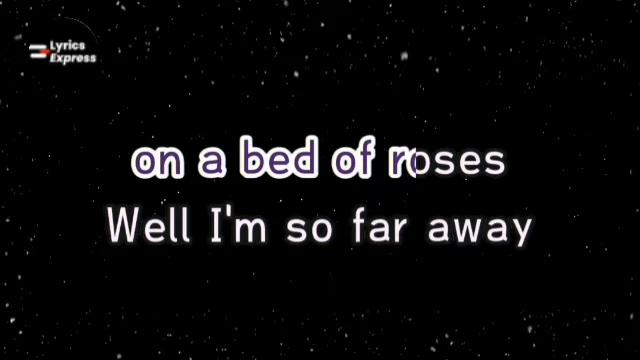 Lyrics
Express
on a bed of roses
Well I'm so far away